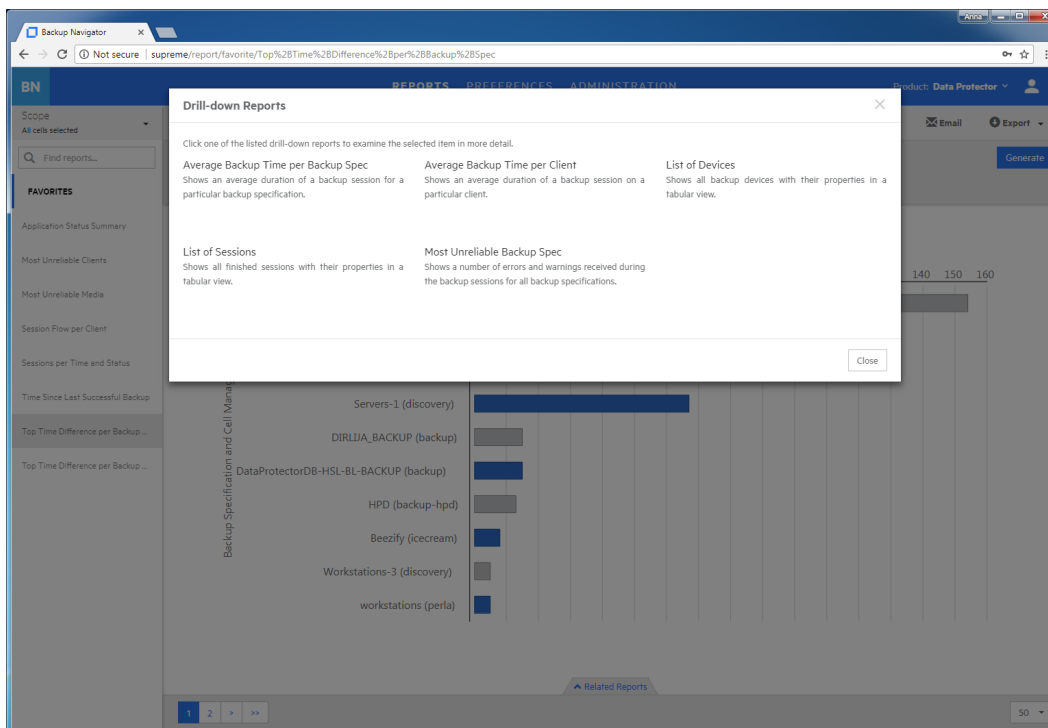 Anna
Backup Navigator
Not secure | supreme/report/favorite/Top%2BTime%2BDifference%2Bper%2BBackup%2BSpec
BN
REPORTS PREFERENCES ADMINISTRATION
Product: Data Protector
Scope
All cells selected
Email
Export
Find reports...
Generate
FAVORITES
Application Status Summary
Most Unreliable Clients
Most Unreliable Media
Session Flow per Client
Sessions per Time and Status
Time Since Last Successful Backup
Top Time Difference per Backup ...
Top Time Difference per Backup ...
Drill-down Reports
Click one of the listed drill-down reports to examine the selected item in more detail.
Average Backup Time per Backup Spec
Shows an average duration of a backup session for a
particular backup specification.
Average Backup Time per Client
Shows an average duration of a backup session on a
particular client.
List of Devices
Shows all backup devices with their properties in a
tabular view.
List of Sessions
Shows all finished sessions with their properties in a
tabular view.
Most Unreliable Backup Spec
Shows a number of errors and warnings received during
the backup sessions for all backup specifications.
Close
140 150 160
Backup Specification and Cell Manag
Servers-1 (discovery)
DIRLIJA_BACKUP (backup)
DataProtectorDB-HSL-BL-BACKUP (backup)
HPD (backup-hpd)
Beezify (icecream)
Workstations-3 (discovery)
workstations (perla)
Related Reports
1 2 > >>
50